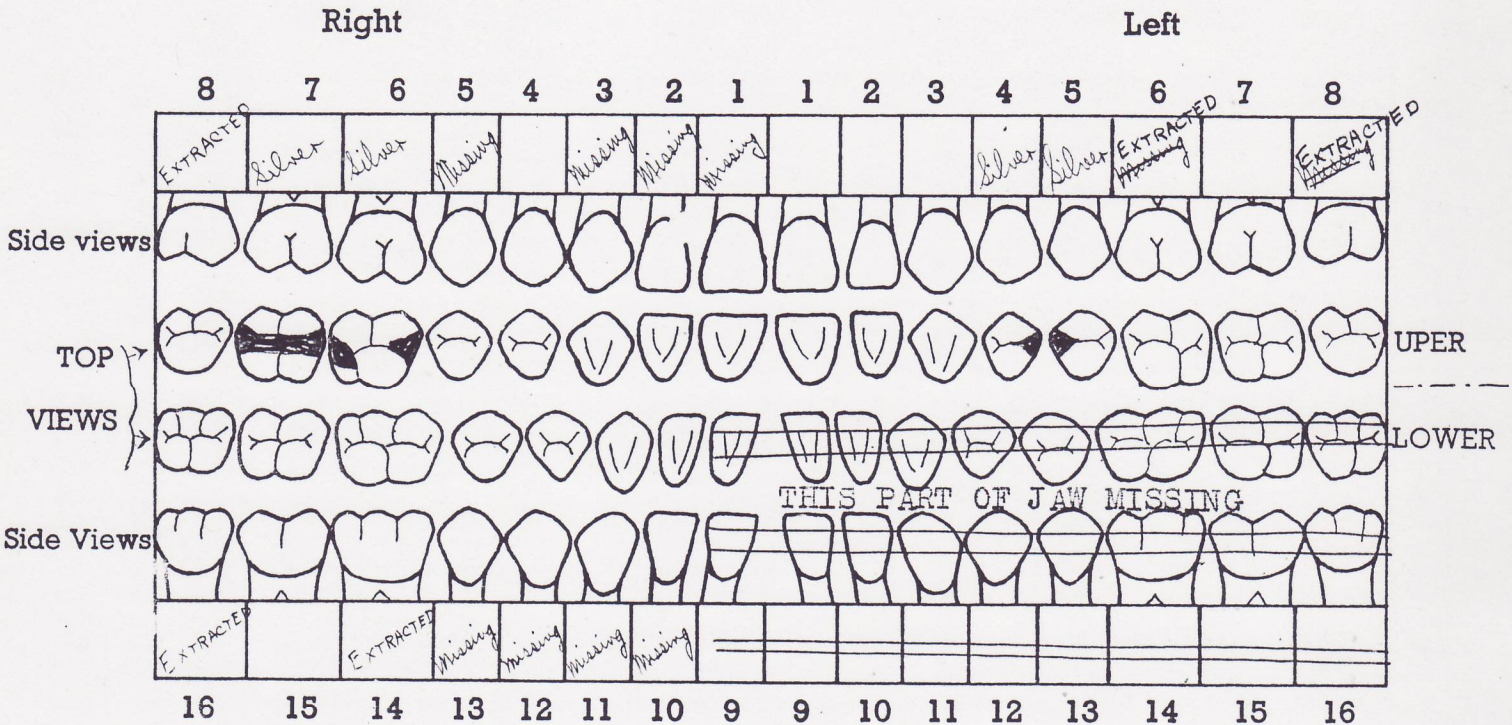 Right Left
8 7 6 5 4 3 2 1 1 2 3 4 5 6 7 8
EXTRACTED Silver Silver Missing Missing Missing Missing Silver Silver EXTRACTED Missing EXTRACTED Missing
Side views
TOP UPER
VIEWS LOWER
THIS PART OF JAW MISSING
Side Views
EXTRACTED EXTRACTED Missing Missing Missing Missing
16 15 14 13 12 11 10 9 9 10 11 12 13 14 15 16